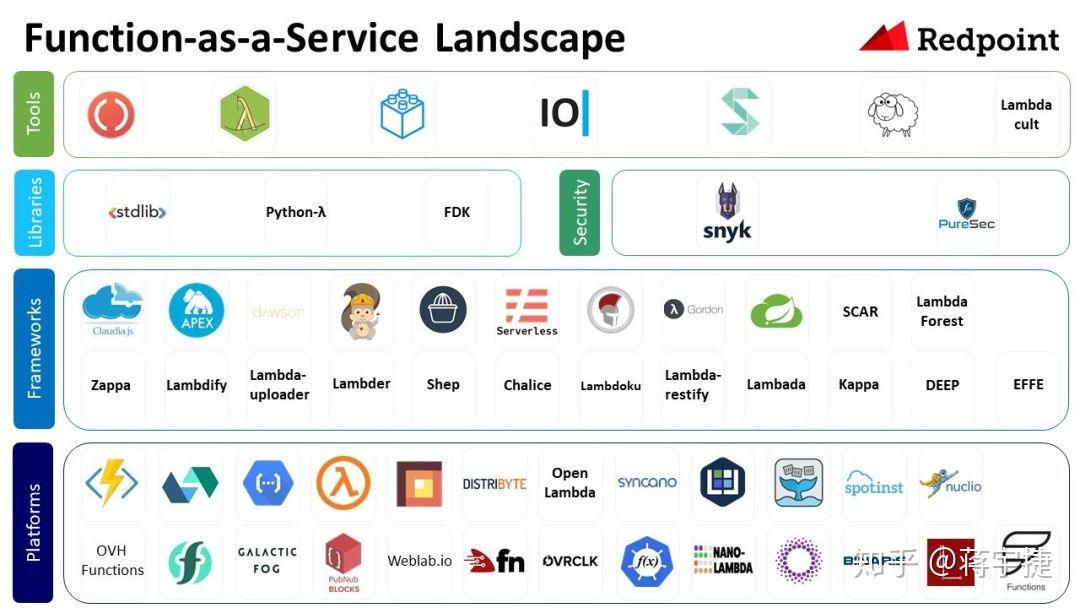 Function-as-a-Service Landscape
Redpoint
Tools
IO
Lambda
cult
Libraries
<stdlib>
Python-λ
FDK
Security
snyk
PureSec
Frameworks
Claudia.js
APEX
dawson
Serverless
λ Gordon
SCAR
Lambda
Forest
Zappa
Lambdify
Lambda-
uploader
Lambder
Shep
Chalice
Lambdoku
Lambda-
restify
Lambada
Kappa
DEEP
EFFE
Platforms
DISTRIBYTE
Open
Lambda
SYNCANO
spotinst
nuclio
OVH
Functions
GALACTIC
FOG
PubNub
BLOCKS
Weblab.io
fn
OVRCLK
f(x)
NANO-
LAMBDA
Functions
知乎 @蒋宇捷